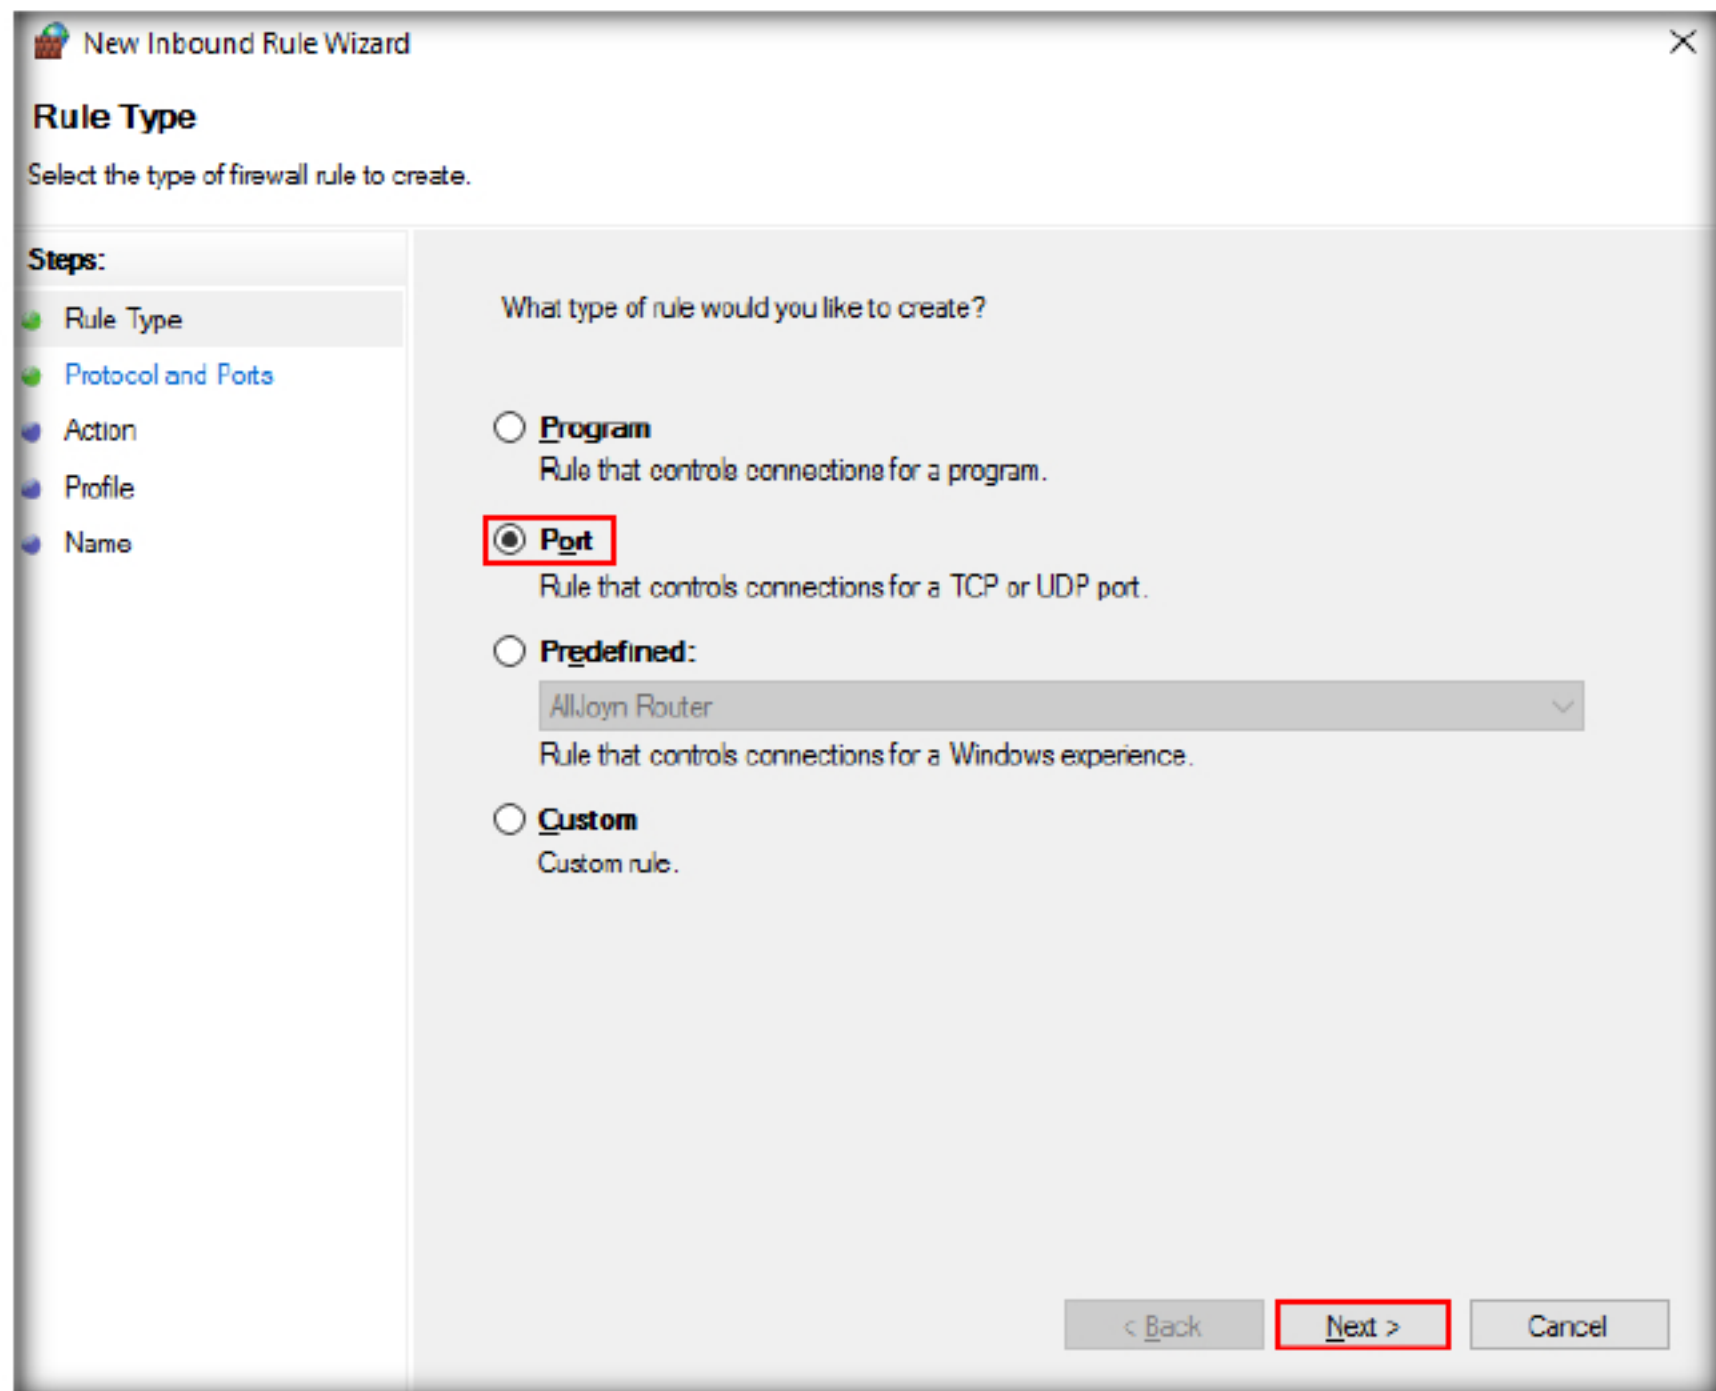 New Inbound Rule Wizard
Rule Type
Select the type of firewall rule to create.
Steps:
Rule Type
Protocol and Ports
Action
Profile
Name
What type of rule would you like to create?
Program
Rule that controls connections for a program.
Port
Rule that controls connections for a TCP or UDP port.
Predefined:
AllJoyn Router
Rule that controls connections for a Windows experience.
Custom
Custom rule.
< Back
Next >
Cancel